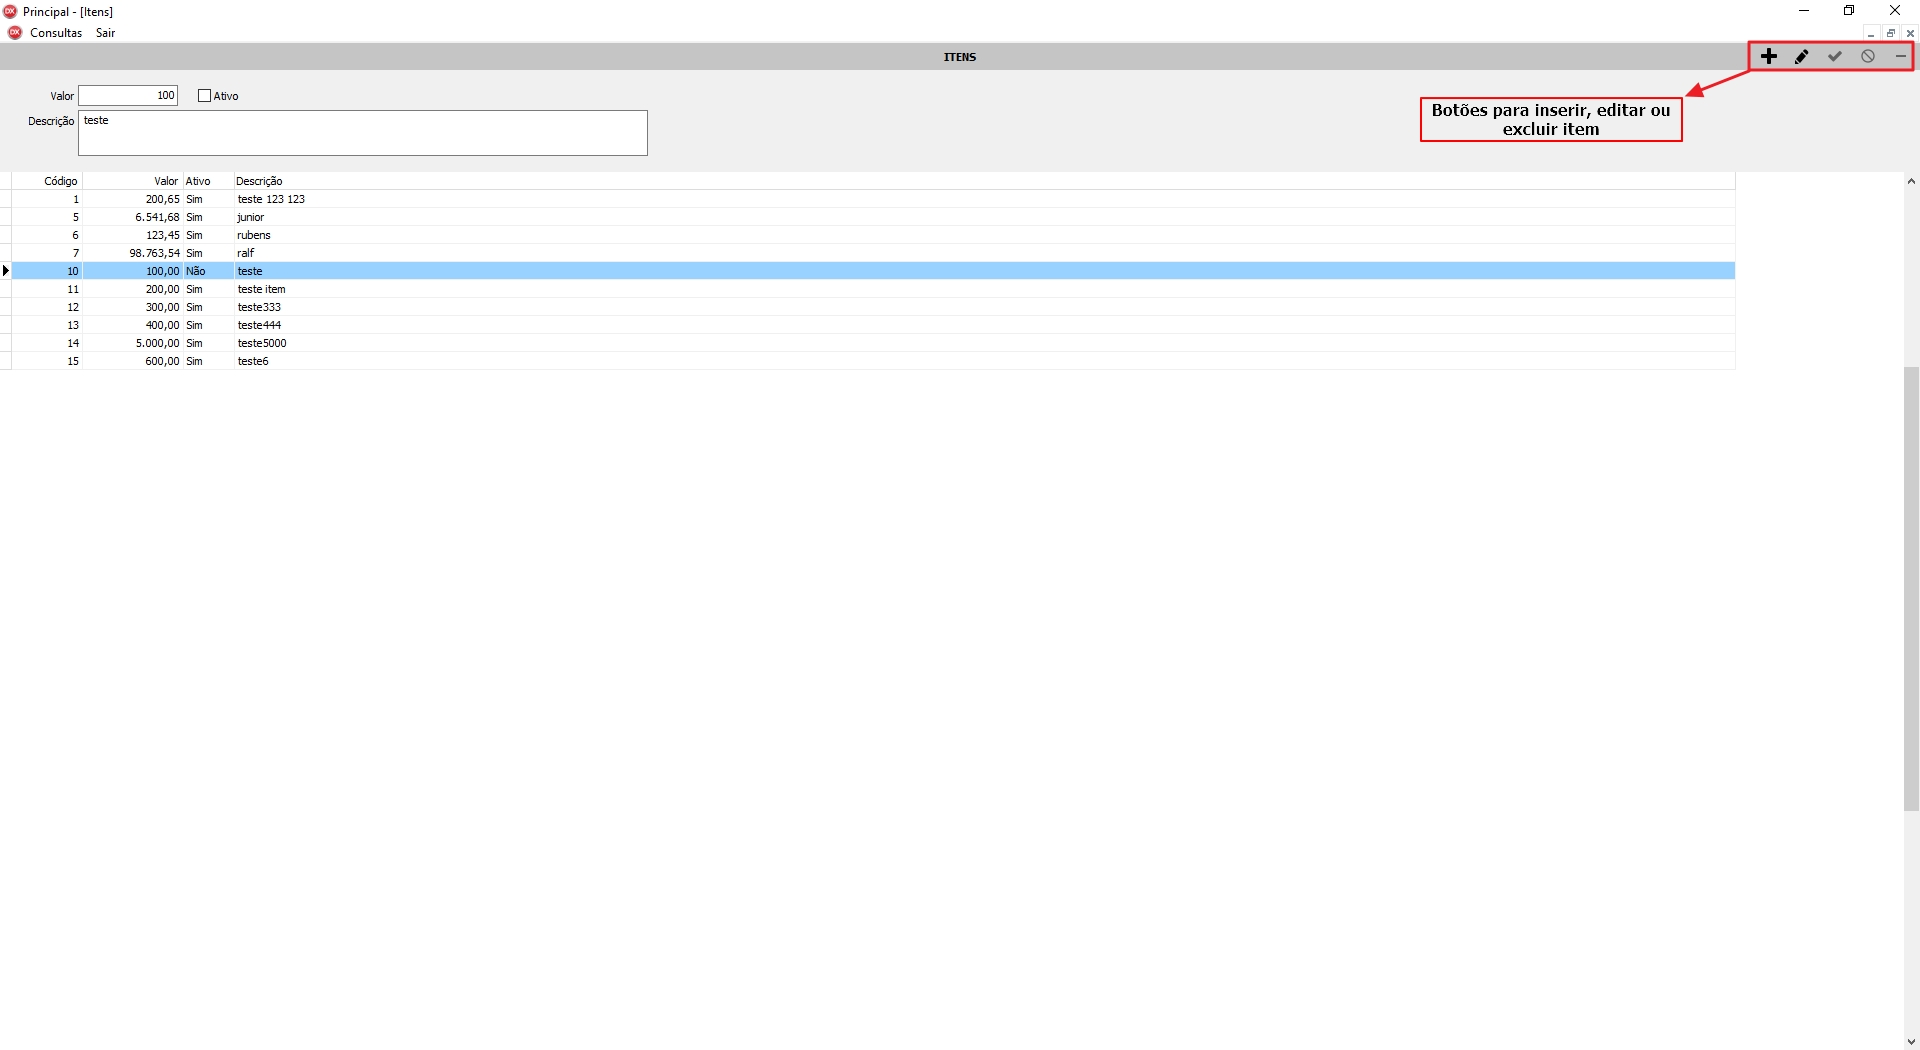 Principal - [Itens]
Consultas Sair
ITENS
Valor 100 Ativo
Botões para inserir, editar ou
excluir item
Descrição teste
Código Valor Ativo Descrição
1 200,65 Sim teste 123 123
5 6.541,68 Sim junior
6 123,45 Sim rubens
7 98.763,54 Sim ralf
10 100,00 Não teste
11 200,00 Sim teste item
12 300,00 Sim teste333
13 400,00 Sim teste444
14 5.000,00 Sim teste5000
15 600,00 Sim teste6